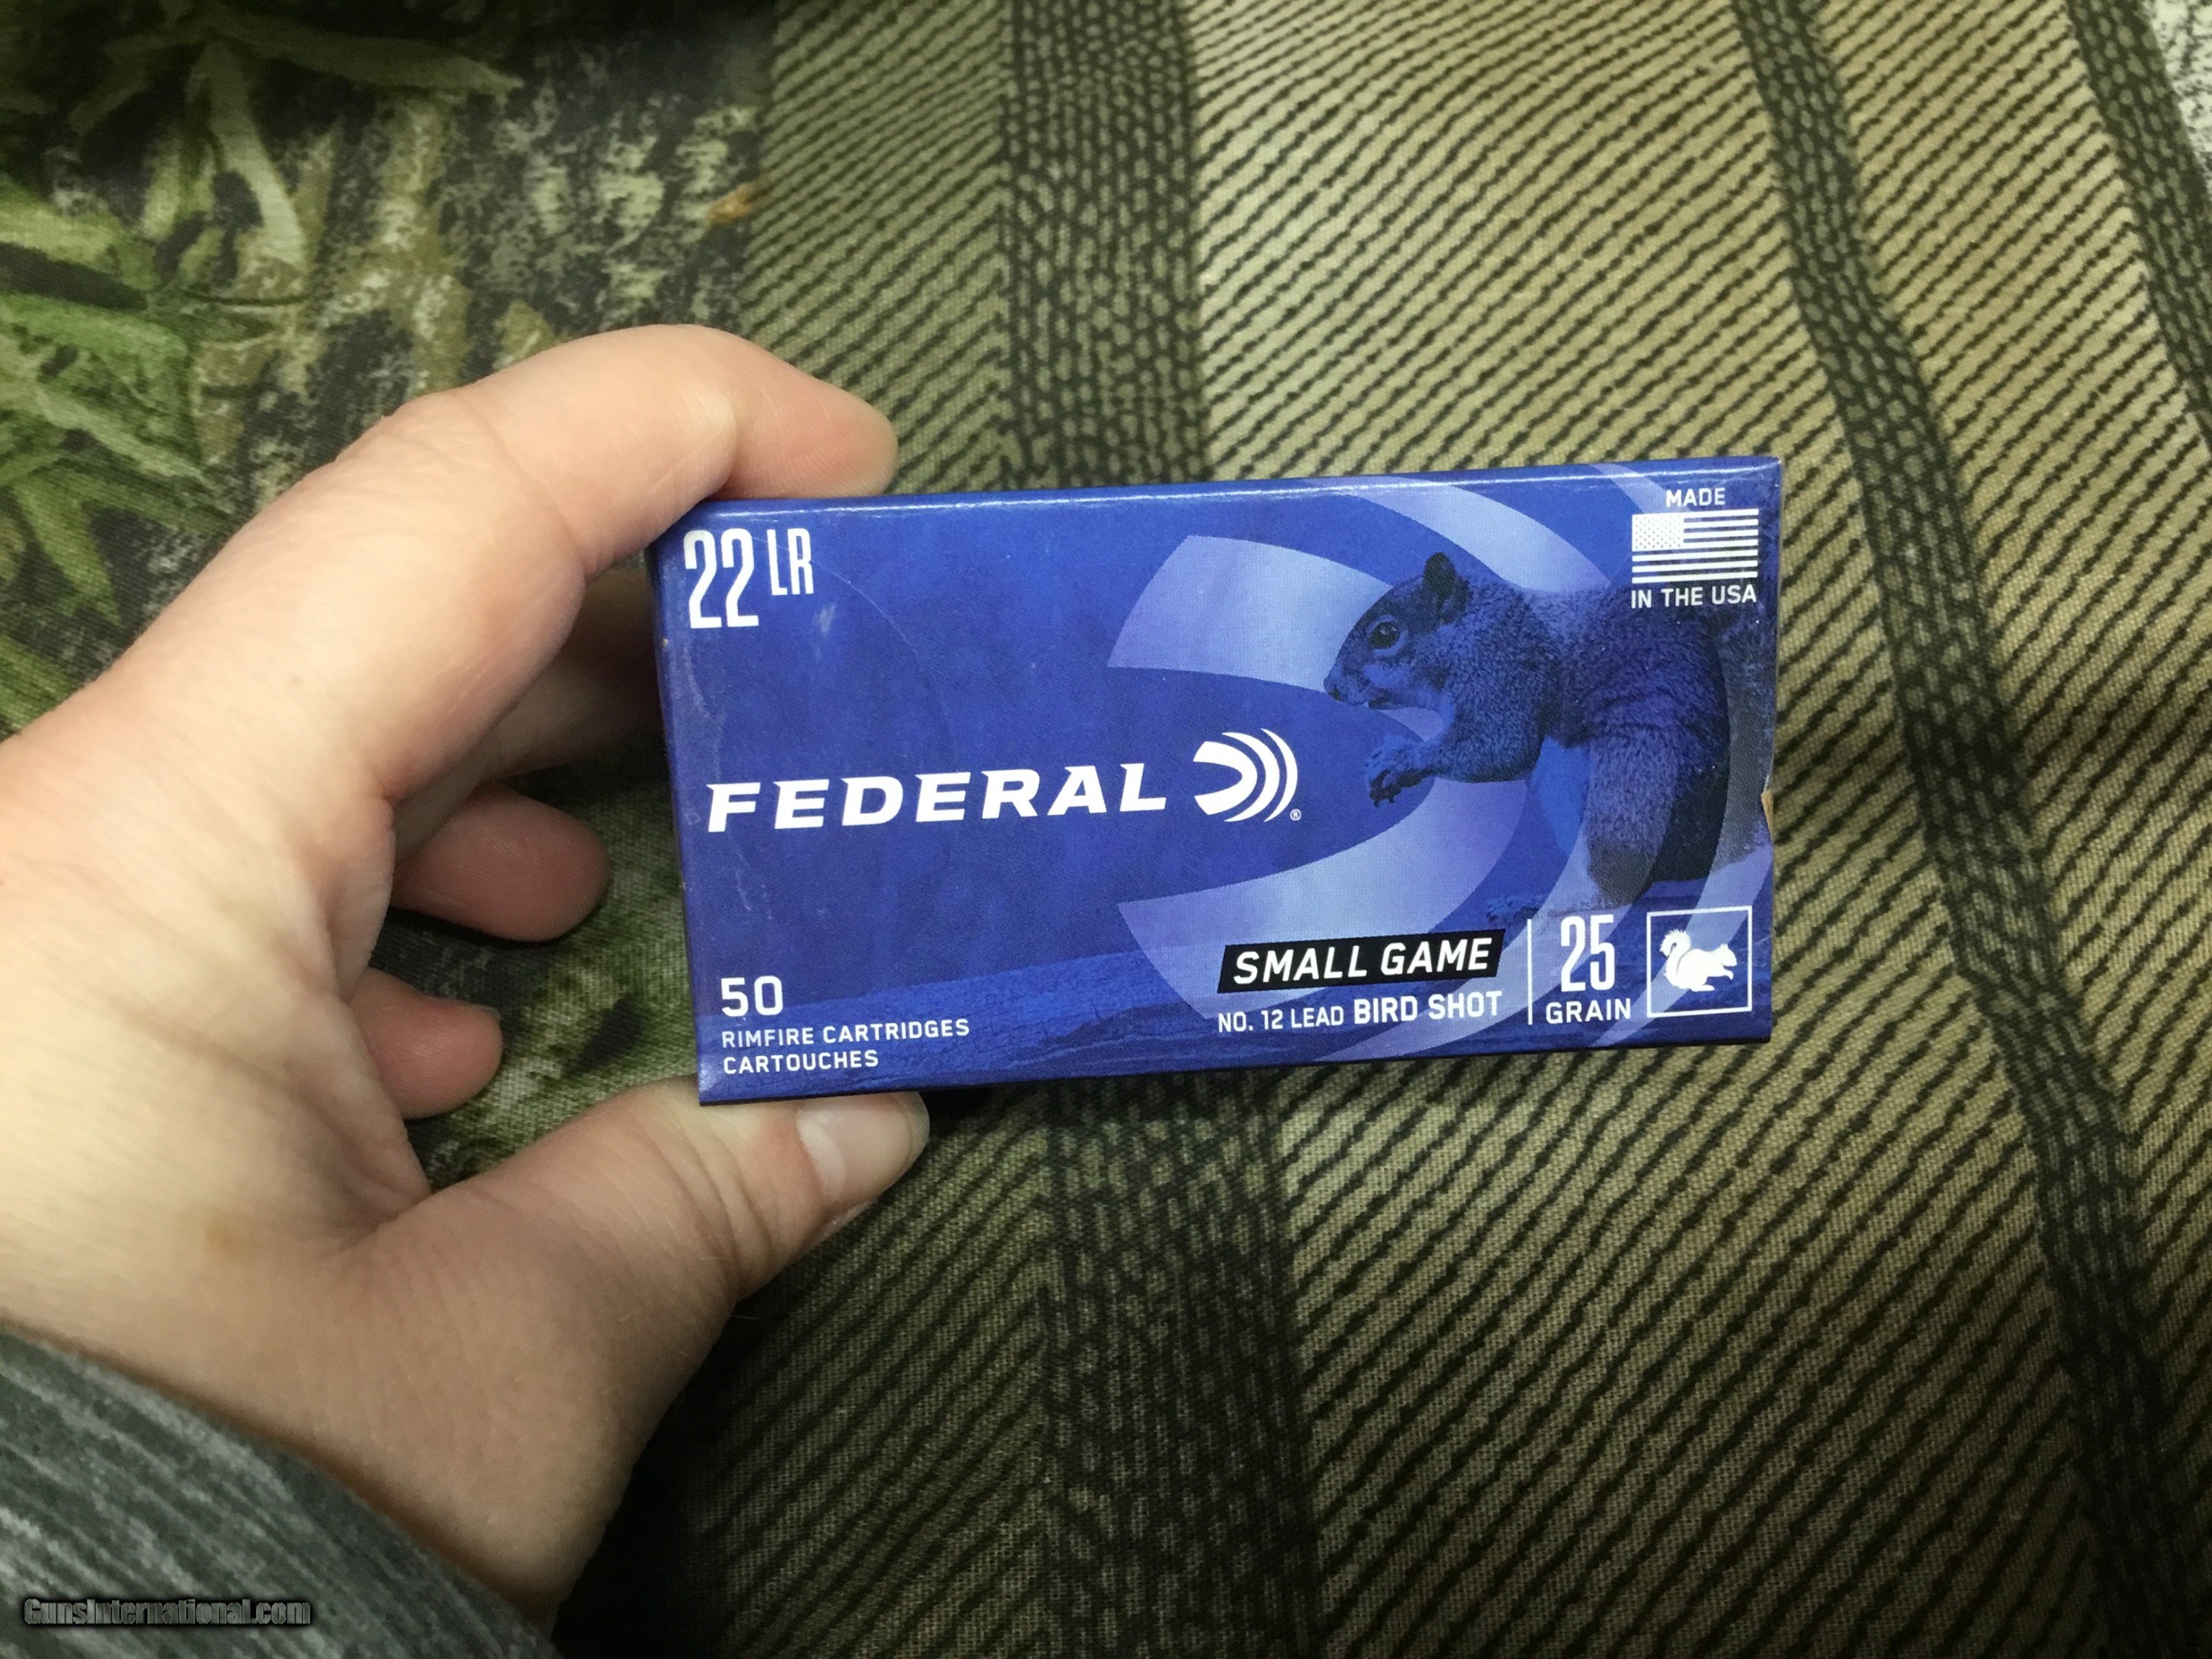 22 LR
MADE
IN THE USA
FEDERAL ®
50
RIMFIRE CARTRIDGES
CARTOUCHES
SMALL GAME
NO. 12 LEAD BIRD SHOT
25
GRAIN
GunsInternational.com